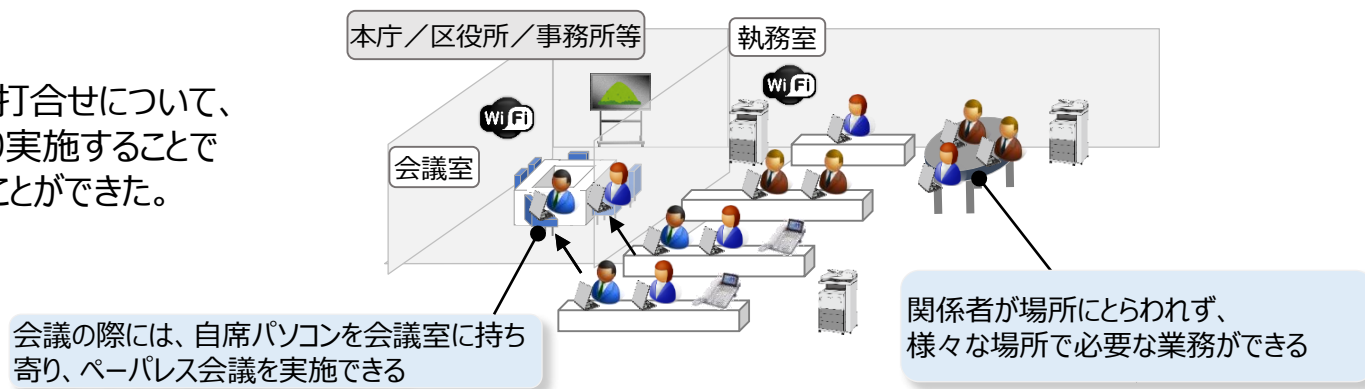 本庁／区役所／事務所等
執務室
打合せについて、
実施することで
ことができた。
WiFi
WiFi
会議室
会議の際には、自席パソコンを会議室に持ち
寄り、ペーパレス会議を実施できる
関係者が場所にとらわれず、
様々な場所で必要な業務ができる